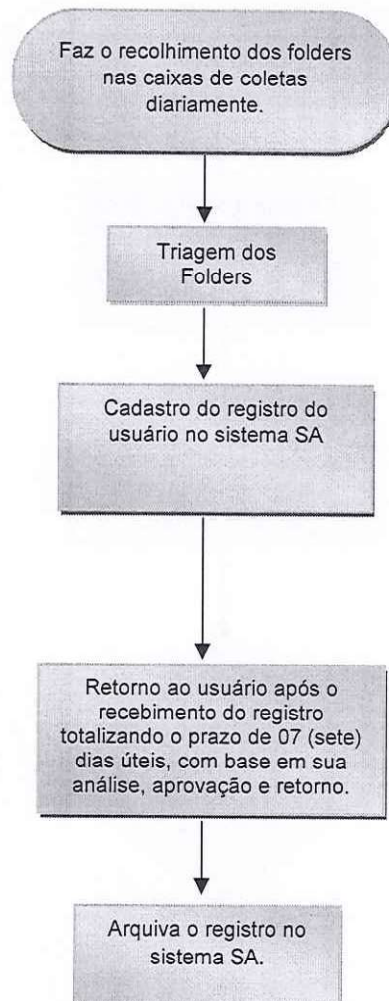 Faz o recolhimento dos folders
nas caixas de coletas
diariamente.
Triagem dos
Folders
Cadastro do registro do
usuário no sistema SA
Retorno ao usuário após o
recebimento do registro
totalizando o prazo de 07 (sete)
dias úteis, com base em sua
análise, aprovação e retorno.
Arquiva o registro no
sistema SA.